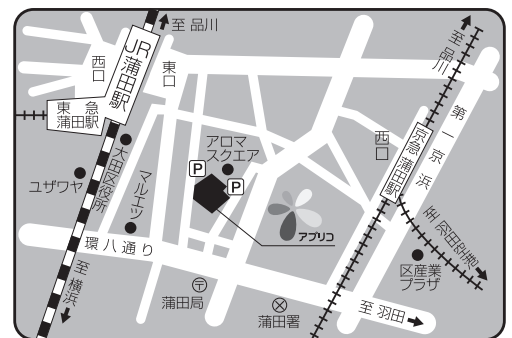 至 品川
JR蒲田駅
西口
東口
東急
蒲田駅
大田区役所
ユザワヤ
マルエツ
アロマ
スクエア
P
P
アプリコ
環八通り
至 横浜
蒲田局
蒲田署
至 品川
第一京浜
西口
京急蒲田駅
至 羽田空港
区産業
プラザ
至 羽田